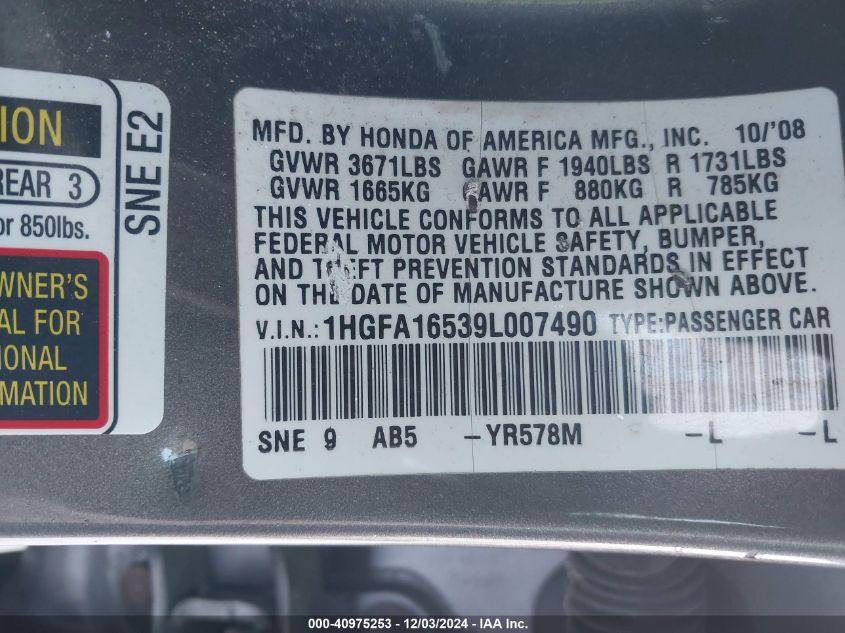 ION
REAR 3
or 850lbs.
WNER'S
AL FOR
IONAL
MATION
SNE E2
MFD. BY HONDA OF AMERICA MFG., INC. 10/'08
GVWR 3671LBS GAWR F 1940LBS R 1731LBS
GVWR 1665KG GAWR F 880KG R 785KG
THIS VEHICLE CONFORMS TO ALL APPLICABLE
FEDERAL MOTOR VEHICLE SAFETY, BUMPER,
AND THEFT PREVENTION STANDARDS IN EFFECT
ON THE DATE OF MANUFACTURE SHOWN ABOVE.
V.I.N.: 1HGFA16539L007490 TYPE:PASSENGER CAR
SNE 9 AB5 -YR578M -L -L
000-40975253 - 12/03/2024 - IAA Inc.